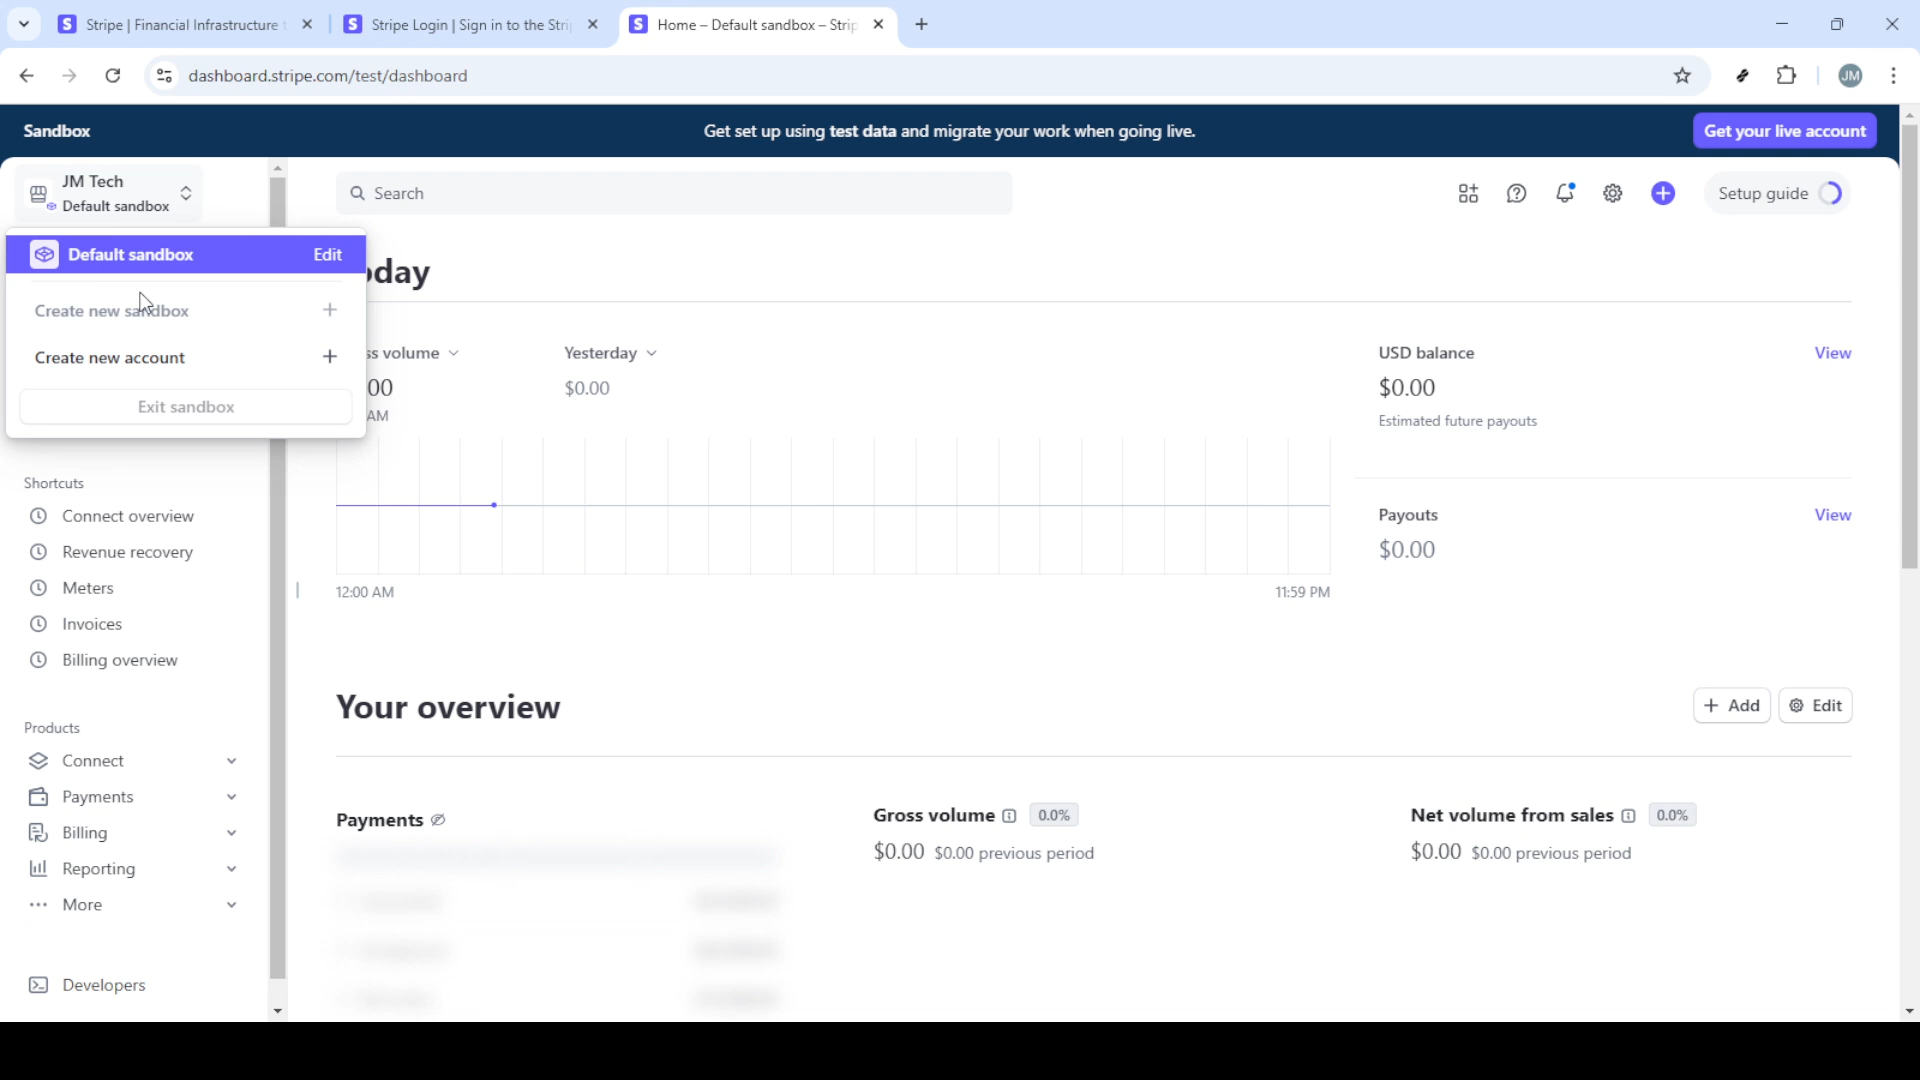 Stripe | Financial Infrastructure t
Stripe Login | Sign in to the Stri
Home – Default sandbox – Strip
dashboard.stripe.com/test/dashboard
JM
Sandbox
Get set up using test data and migrate your work when going live.
Get your live account
JM Tech
Default sandbox
Search
Setup guide
Default sandbox
Edit
Create new sandbox
Create new account
Exit sandbox
oday
ss volume
00
AM
Yesterday
$0.00
12:00 AM
11:59 PM
USD balance
View
$0.00
Estimated future payouts
Payouts
View
$0.00
Shortcuts
Connect overview
Revenue recovery
Meters
Invoices
Billing overview
Products
Connect
Payments
Billing
Reporting
More
Developers
Your overview
Add
Edit
Payments
Gross volume
0.0%
$0.00 $0.00 previous period
Net volume from sales
0.0%
$0.00 $0.00 previous period